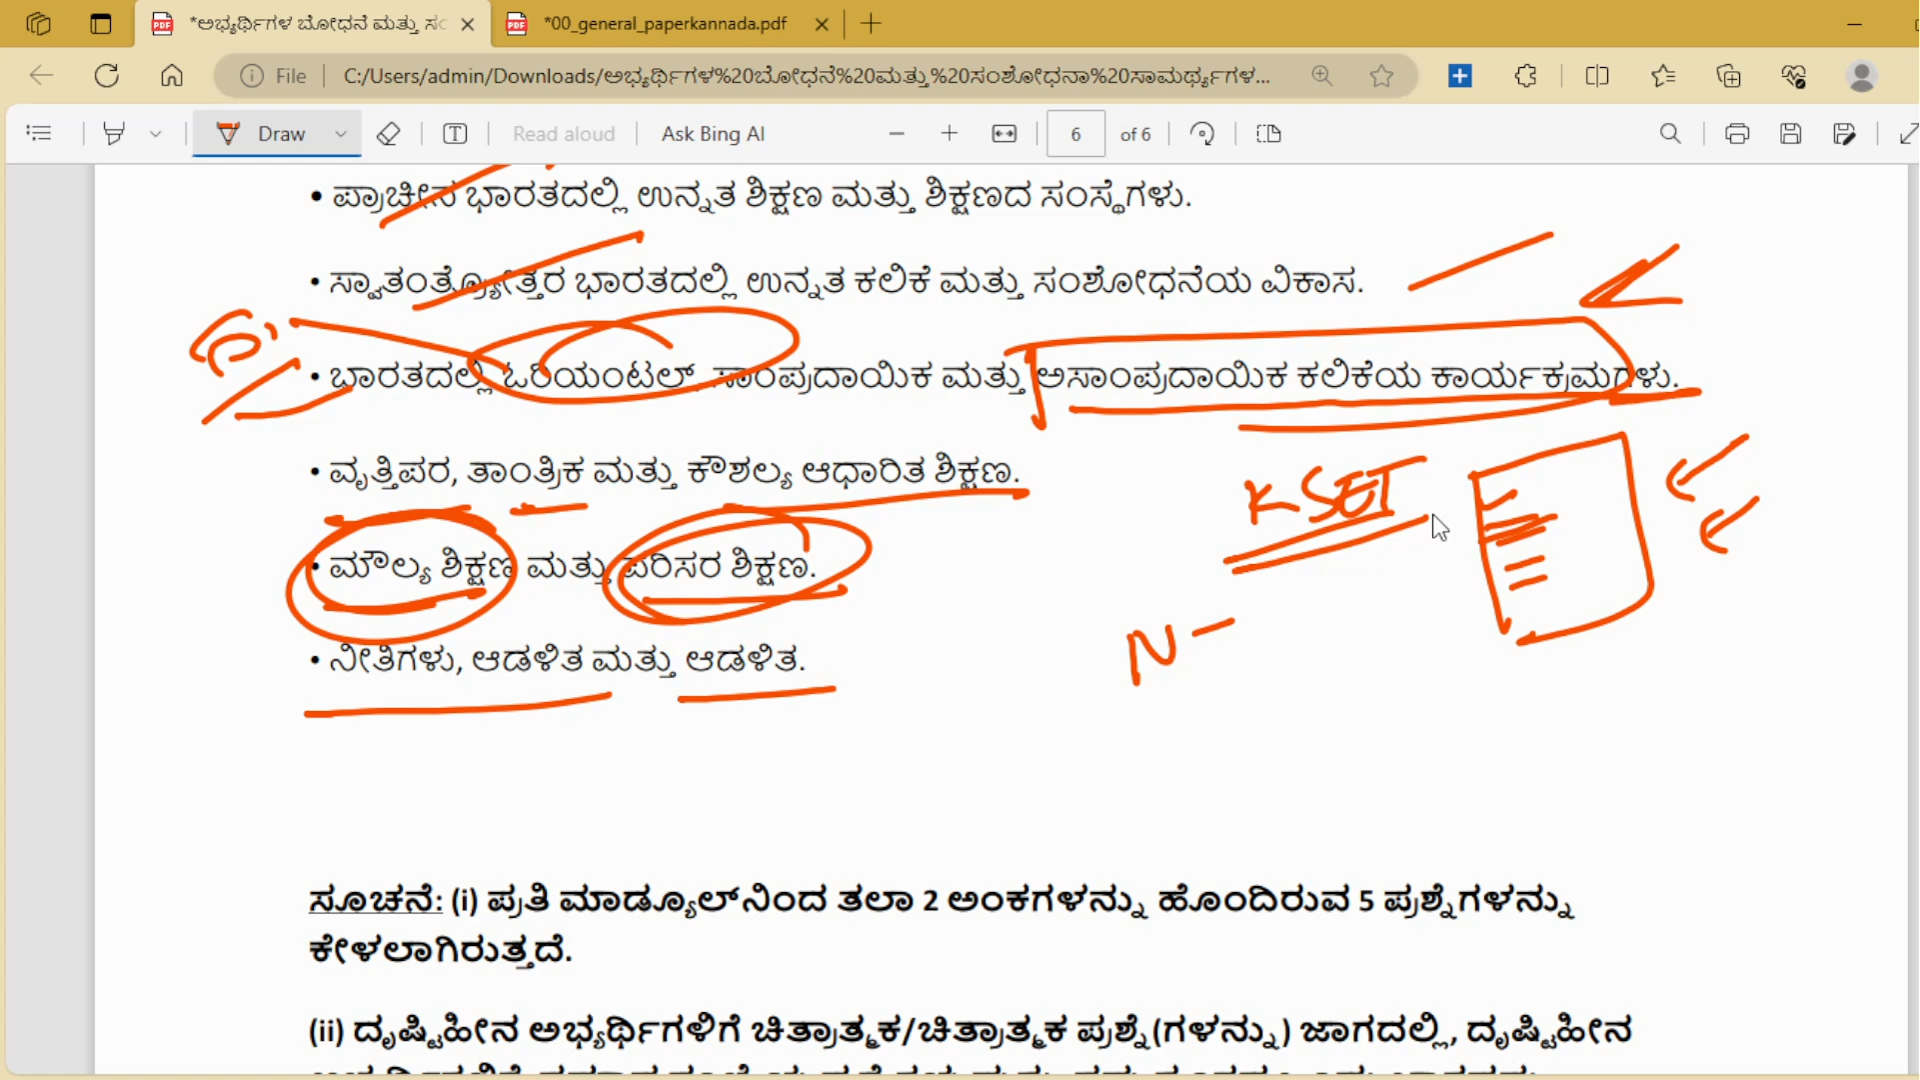 *ಅಭ್ಯರ್ಥಿಗಳ ಬೋಧನೆ ಮತ್ತು
*00_general_paperkannada.pdf
File
C:/Users/admin/Downloads/ಅಭ್ಯರ್ಥಿಗಳ%20ಬೋಧನೆ%20ಮತ್ತು%20ಸಂಶೋಧನಾ%20ಸಾಮರ್ಥ್ಯಗಳ...
Draw
Read aloud
Ask Bing AI
6 of 6
• ಪ್ರಾಚೀನ ಭಾರತದಲ್ಲಿ ಉನ್ನತ ಶಿಕ್ಷಣ ಮತ್ತು ಶಿಕ್ಷಣದ ಸಂಸ್ಥೆಗಳು.
• ಸ್ವಾತಂತ್ರ್ಯೋತ್ತರ ಭಾರತದಲ್ಲಿ ಉನ್ನತ ಕಲಿಕೆ ಮತ್ತು ಸಂಶೋಧನೆಯ ವಿಕಾಸ.
• ಭಾರತದಲ್ಲಿ ಓರಿಯಂಟಲ್, ಸಾಂಪ್ರದಾಯಿಕ ಮತ್ತು ಅಸಾಂಪ್ರದಾಯಿಕ ಕಲಿಕೆಯ ಕಾರ್ಯಕ್ರಮಗಳು.
• ವೃತ್ತಿಪರ, ತಾಂತ್ರಿಕ ಮತ್ತು ಕೌಶಲ್ಯ ಆಧಾರಿತ ಶಿಕ್ಷಣ.
KSET
• ಮೌಲ್ಯ ಶಿಕ್ಷಣ ಮತ್ತು ಪರಿಸರ ಶಿಕ್ಷಣ.
N -
• ನೀತಿಗಳು, ಆಡಳಿತ ಮತ್ತು ಆಡಳಿತ.
ಸೂಚನೆ: (i) ಪ್ರತಿ ಮಾಡ್ಯೂಲ್‌ನಿಂದ ತಲಾ 2 ಅಂಕಗಳನ್ನು ಹೊಂದಿರುವ 5 ಪ್ರಶ್ನೆಗಳನ್ನು
ಕೇಳಲಾಗಿರುತ್ತದೆ.
(ii) ದೃಷ್ಟಿಹೀನ ಅಭ್ಯರ್ಥಿಗಳಿಗೆ ಚಿತ್ರಾತ್ಮಕ/ಚಿತ್ರಾತ್ಮಕ ಪ್ರಶ್ನೆ(ಗಳನ್ನು) ಜಾಗದಲ್ಲಿ, ದೃಷ್ಟಿಹೀನ